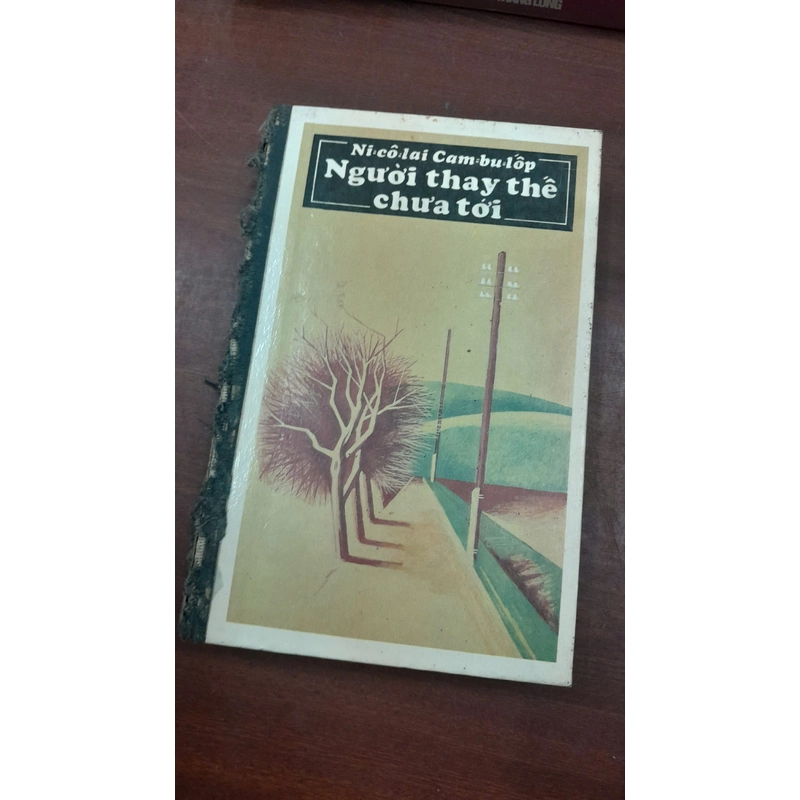 Ni-cô-lai Cam-bu-lốp
Người thay thế
chưa tới